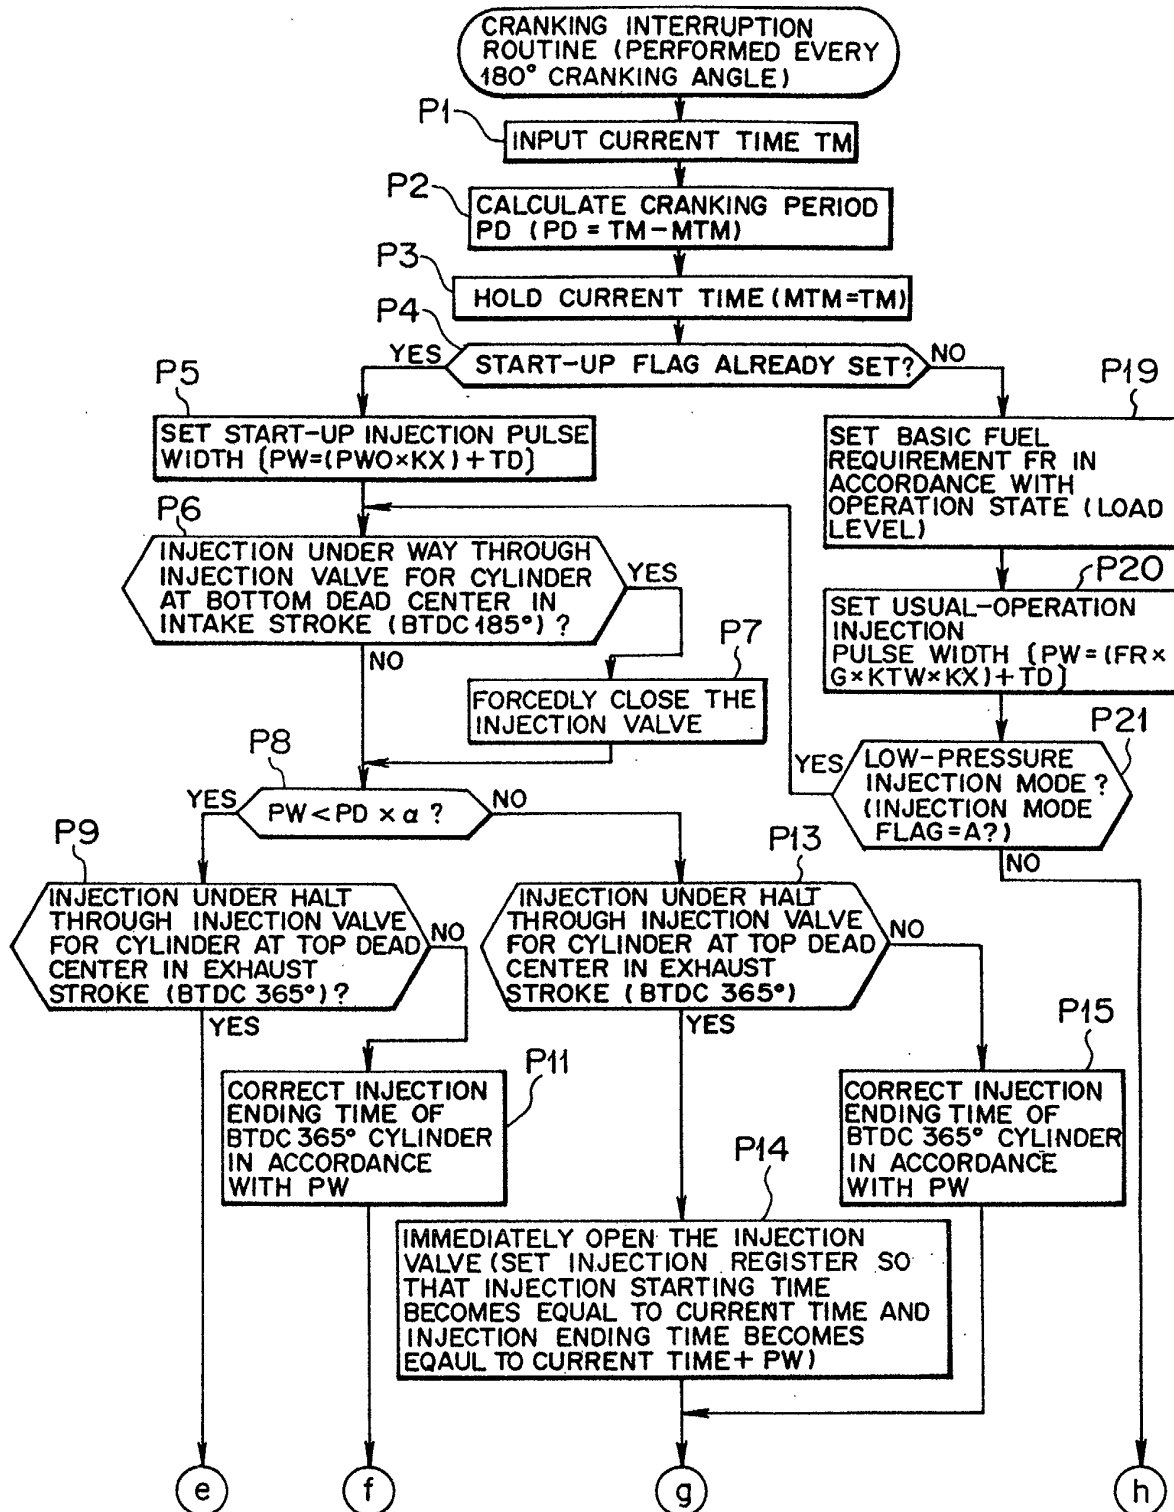 CRANKING INTERRUPTION
ROUTINE (PERFORMED EVERY
180° CRANKING ANGLE)
P1
INPUT CURRENT TIME TM
P2
CALCULATE CRANKING PERIOD
PD (PD = TM-MTM)
P3
HOLD CURRENT TIME (MTM=TM)
P4
YES
START-UP FLAG ALREADY SET?
NO
P5
SET START-UP INJECTION PULSE
WIDTH [PW=(PWO×KX)+TD]
P19
SET BASIC FUEL
REQUIREMENT FR IN
ACCORDANCE WITH
OPERATION STATE (LOAD
LEVEL)
P6
INJECTION UNDER WAY THROUGH
INJECTION VALVE FOR CYLINDER
AT BOTTOM DEAD CENTER IN
INTAKE STROKE (BTDC 185°) ?
YES
NO
P20
SET USUAL-OPERATION
INJECTION
PULSE WIDTH [PW=(FR×
G×KTW×KX)+TD]
P7
FORCEDLY CLOSE THE
INJECTION VALVE
P21
YES
LOW-PRESSURE
INJECTION MODE ?
(INJECTION MODE
FLAG=A?)
NO
P8
YES
PW < PD × α ?
NO
P9
INJECTION UNDER HALT
THROUGH INJECTION VALVE
FOR CYLINDER AT TOP DEAD
CENTER IN EXHAUST
STROKE (BTDC 365°) ?
NO
YES
P13
INJECTION UNDER HALT
THROUGH INJECTION VALVE
FOR CYLINDER AT TOP DEAD
CENTER IN EXHAUST
STROKE (BTDC 365°)
NO
YES
P11
CORRECT INJECTION
ENDING TIME OF
BTDC 365° CYLINDER
IN ACCORDANCE
WITH PW
P15
CORRECT INJECTION
ENDING TIME OF
BTDC 365° CYLINDER
IN ACCORDANCE
WITH PW
P14
IMMEDIATELY OPEN THE INJECTION
VALVE (SET INJECTION REGISTER SO
THAT INJECTION STARTING TIME
BECOMES EQUAL TO CURRENT TIME AND
INJECTION ENDING TIME BECOMES
EQAUL TO CURRENT TIME+ PW)
e
f
g
h